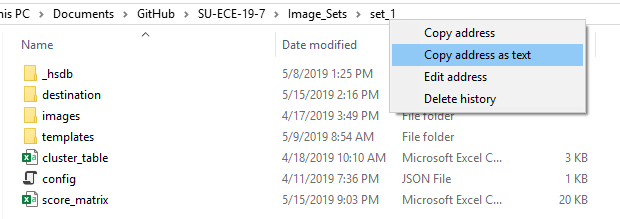 his PC > Documents > GitHub > SU-ECE-19-7 > Image_Sets > set_1
Copy address
Copy address as text
Edit address
Delete history
Name
_hsdb 5/8/2019 1:25 PM
destination 5/15/2019 2:16 PM
images 4/17/2019 3:49 PM File folder
templates 5/9/2019 8:54 AM File folder
cluster_table 4/18/2019 10:10 AM Microsoft Excel C... 3 KB
config 4/11/2019 7:36 PM JSON File 1 KB
score_matrix 5/15/2019 9:03 PM Microsoft Excel C... 20 KB